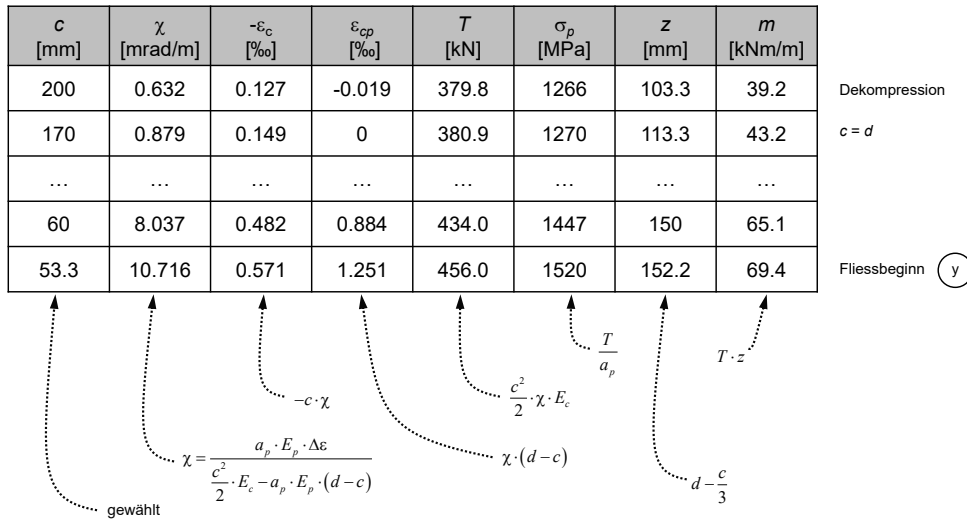 c χ -εc εcp T σp z m
[mm] [mrad/m] [‰] [‰] [kN] [MPa] [mm] [kNm/m]
200 0.632 0.127 -0.019 379.8 1266 103.3 39.2 Dekompression
170 0.879 0.149 0 380.9 1270 113.3 43.2 c = d
… … … … … … … …
60 8.037 0.482 0.884 434.0 1447 150 65.1
53.3 10.716 0.571 1.251 456.0 1520 152.2 69.4 Fliessbeginn y
T / a_p
T · z
c² / 2 · χ · E_c
−c · χ
χ = a_p · E_p · Δε / (c² / 2 · E_c − a_p · E_p · (d − c))
χ · (d − c)
d − c / 3
gewählt